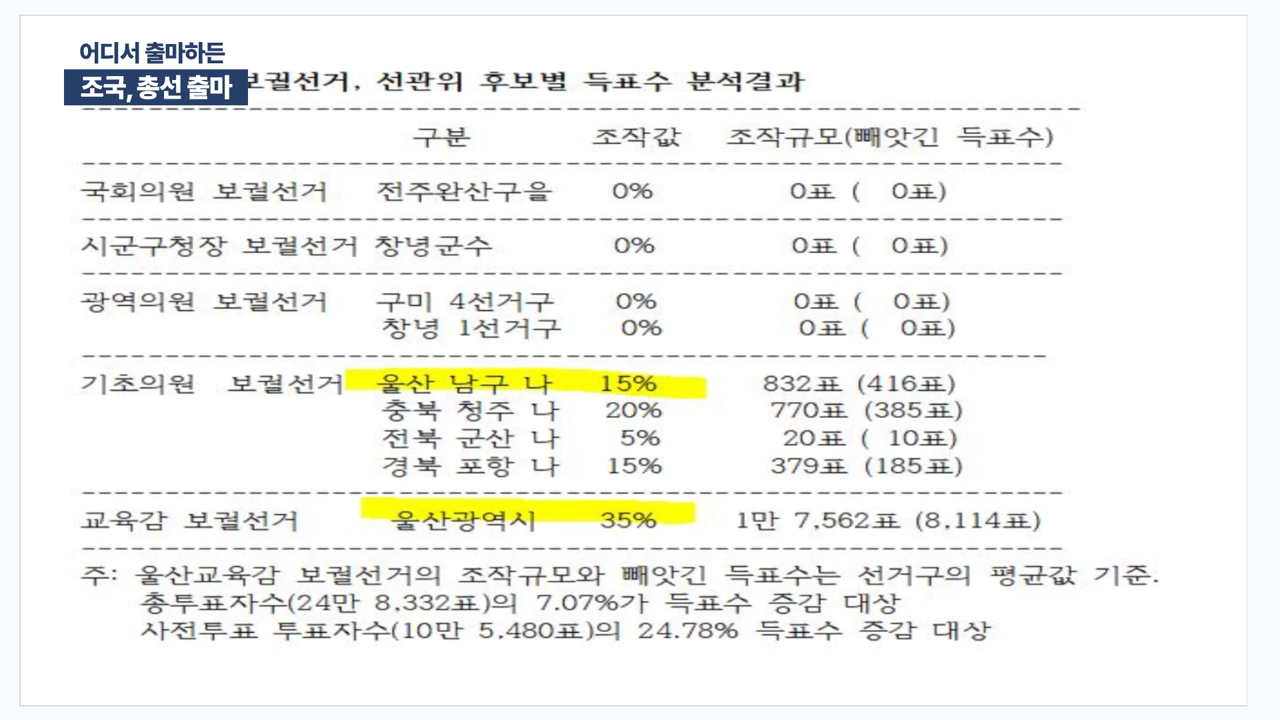 어디서 출마하든
조국, 총선 출마
보궐선거, 선관위 후보별 득표수 분석결과
구분 조작값 조작규모(빼앗긴 득표수)
국회의원 보궐선거 전주완산구을 0% 0표 ( 0표)
시군구청장 보궐선거 창녕군수 0% 0표 ( 0표)
광역의원 보궐선거 구미 4선거구 0% 0표 ( 0표)
창녕 1선거구 0% 0표 ( 0표)
기초의원 보궐선거 울산 남구 나 15% 832표 (416표)
충북 청주 나 20% 770표 (385표)
전북 군산 나 5% 20표 ( 10표)
경북 포항 나 15% 379표 (185표)
교육감 보궐선거 울산광역시 35% 1만 7,562표 (8,114표)
주: 울산교육감 보궐선거의 조작규모와 빼앗긴 득표수는 선거구의 평균값 기준.
총투표자수(24만 8,332표)의 7.07%가 득표수 증감 대상
사전투표 투표자수(10만 5.480표)의 24.78% 득표수 증감 대상